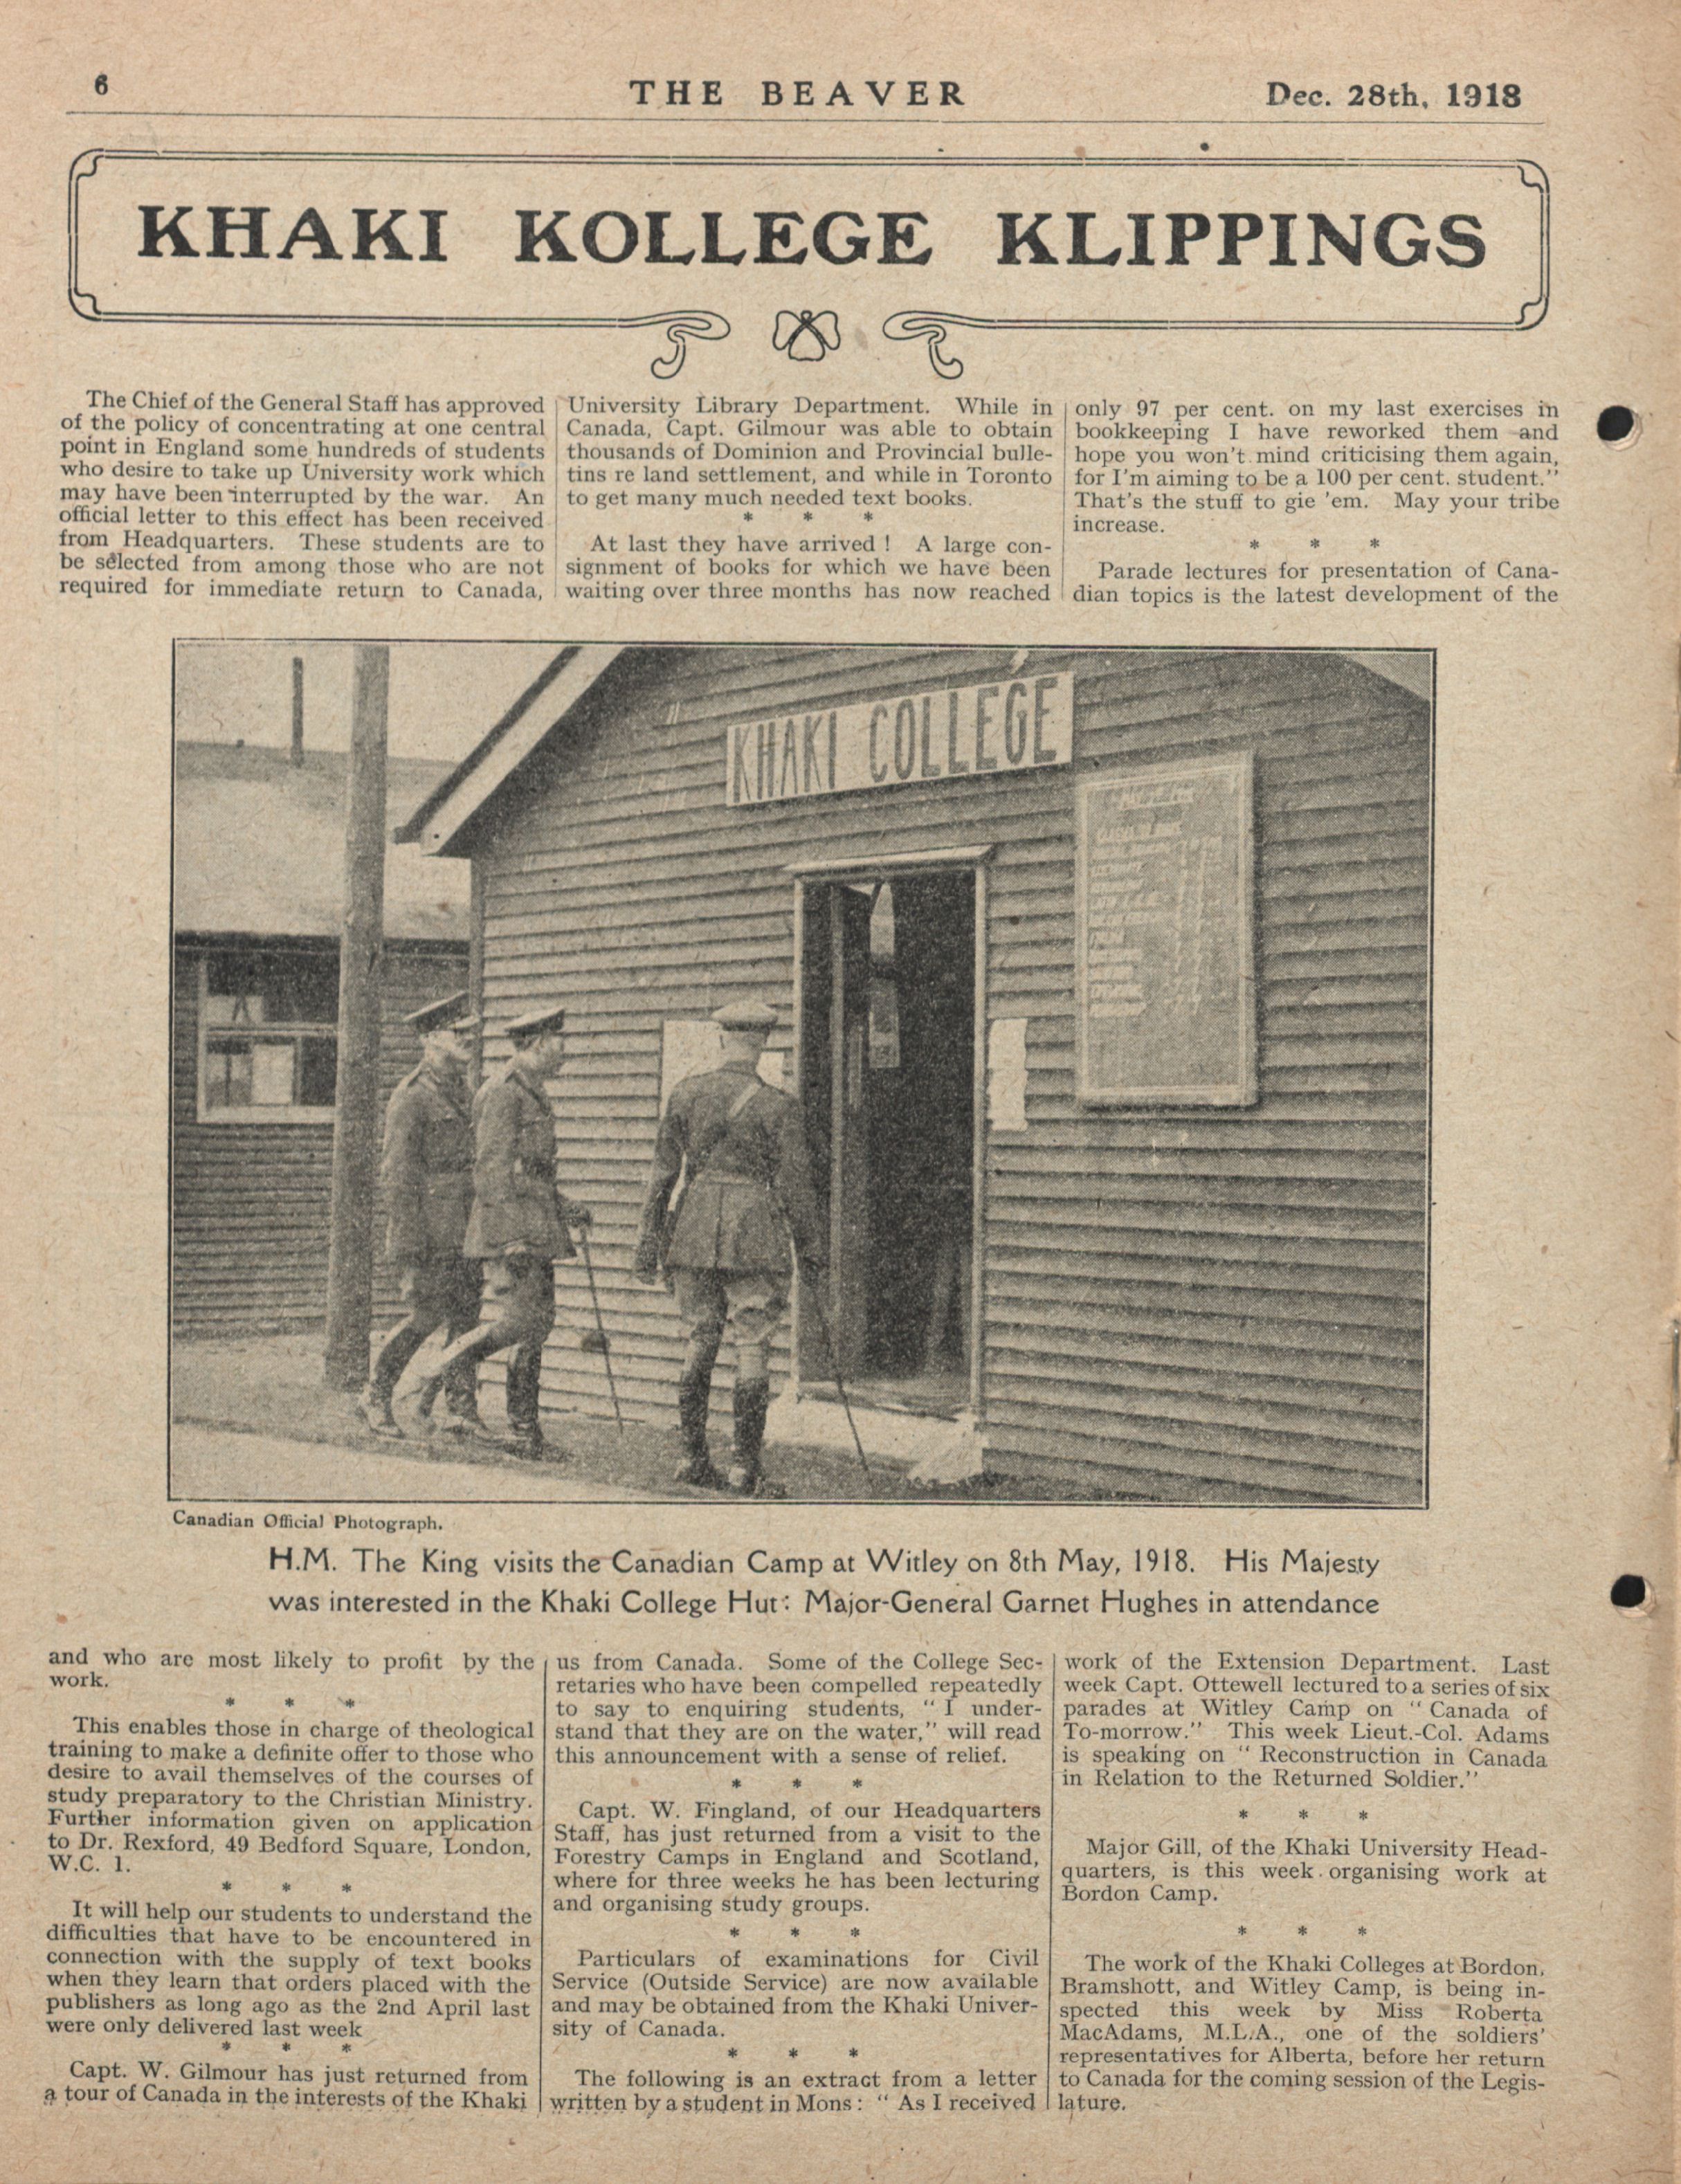 6
THE BEAVER
Dec. 28th, 1918
KHAKI KOLLEGE KLIPPINGS
The Chief of the General Staff has approved
of the policy of concentrating at one central
point in England some hundreds of students
who desire to take up University work which
may have been interrupted by the war. An
official letter to this effect has been received
from Headquarters. These students are to
be selected from among those who are not
required for immediate return to Canada,
and who are most likely to profit by the
work.
* * *
This enables those in charge of theological
training to make a definite offer to those who
desire to avail themselves of the courses of
study preparatory to the Christian Ministry.
Further information given on application
to Dr. Rexford, 49 Bedford Square, London,
W.C. 1.
* * *
It will help our students to understand the
difficulties that have to be encountered in
connection with the supply of text books
when they learn that orders placed with the
publishers as long ago as the 2nd April last
were only delivered last week
* * *
Capt. W. Gilmour has just returned from
a tour of Canada in the interests of the Khaki
University Library Department. While in
Canada, Capt. Gilmour was able to obtain
thousands of Dominion and Provincial bulle-
tins re land settlement, and while in Toronto
to get many much needed text books.
* * *
At last they have arrived ! A large con-
signment of books for which we have been
waiting over three months has now reached
us from Canada. Some of the College Sec-
retaries who have been compelled repeatedly
to say to enquiring students, “ I under-
stand that they are on the water,” will read
this announcement with a sense of relief.
* * *
Capt. W. Fingland, of our Headquarters
Staff, has just returned from a visit to the
Forestry Camps in England and Scotland,
where for three weeks he has been lecturing
and organising study groups.
* * *
Particulars of examinations for Civil
Service (Outside Service) are now available
and may be obtained from the Khaki Univer-
sity of Canada.
* * *
The following is an extract from a letter
written by a student in Mons : “ As I received
only 97 per cent. on my last exercises in
bookkeeping I have reworked them and
hope you won't mind criticising them again,
for I'm aiming to be a 100 per cent. student.”
That's the stuff to gie 'em. May your tribe
increase.
* * *
Parade lectures for presentation of Cana-
dian topics is the latest development of the
work of the Extension Department. Last
week Capt. Ottewell lectured to a series of six
parades at Witley Camp on “ Canada of
To-morrow.” This week Lieut.-Col. Adams
is speaking on “ Reconstruction in Canada
in Relation to the Returned Soldier.”
* * *
Major Gill, of the Khaki University Head-
quarters, is this week organising work at
Bordon Camp.
* * *
The work of the Khaki Colleges at Bordon,
Bramshott, and Witley Camp, is being in-
spected this week by Miss Roberta
MacAdams, M.L.A., one of the soldiers'
representatives for Alberta, before her return
to Canada for the coming session of the Legis-
lature.
KHAKI COLLEGE
Canadian Official Photograph.
H.M. The King visits the Canadian Camp at Witley on 8th May, 1918. His Majesty
was interested in the Khaki College Hut: Major-General Garnet Hughes in attendance